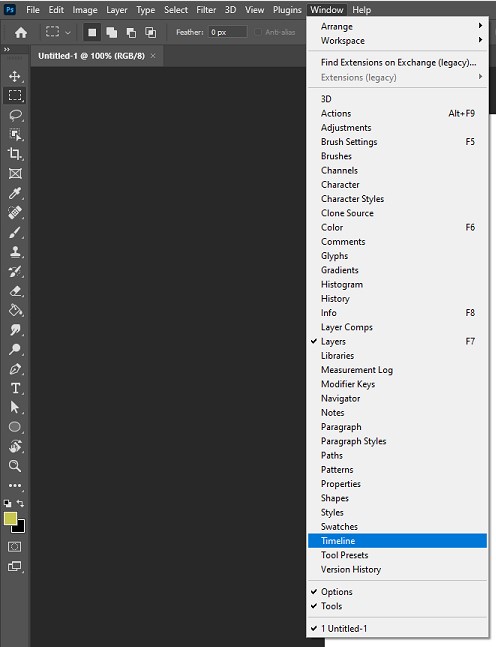 Ps File Edit Image Layer Type Select Filter 3D View Plugins Window Help
Feather: 0 px Anti-alias
Untitled-1 @ 100% (RGB/8) ×
Arrange
Workspace
Find Extensions on Exchange (legacy)...
Extensions (legacy)
3D
Actions Alt+F9
Adjustments
Brush Settings F5
Brushes
Channels
Character
Character Styles
Clone Source
Color F6
Comments
Glyphs
Gradients
Histogram
History
Info F8
Layer Comps
Layers F7
Libraries
Measurement Log
Modifier Keys
Navigator
Notes
Paragraph
Paragraph Styles
Paths
Patterns
Properties
Shapes
Styles
Swatches
Timeline
Tool Presets
Version History
Options
Tools
1 Untitled-1